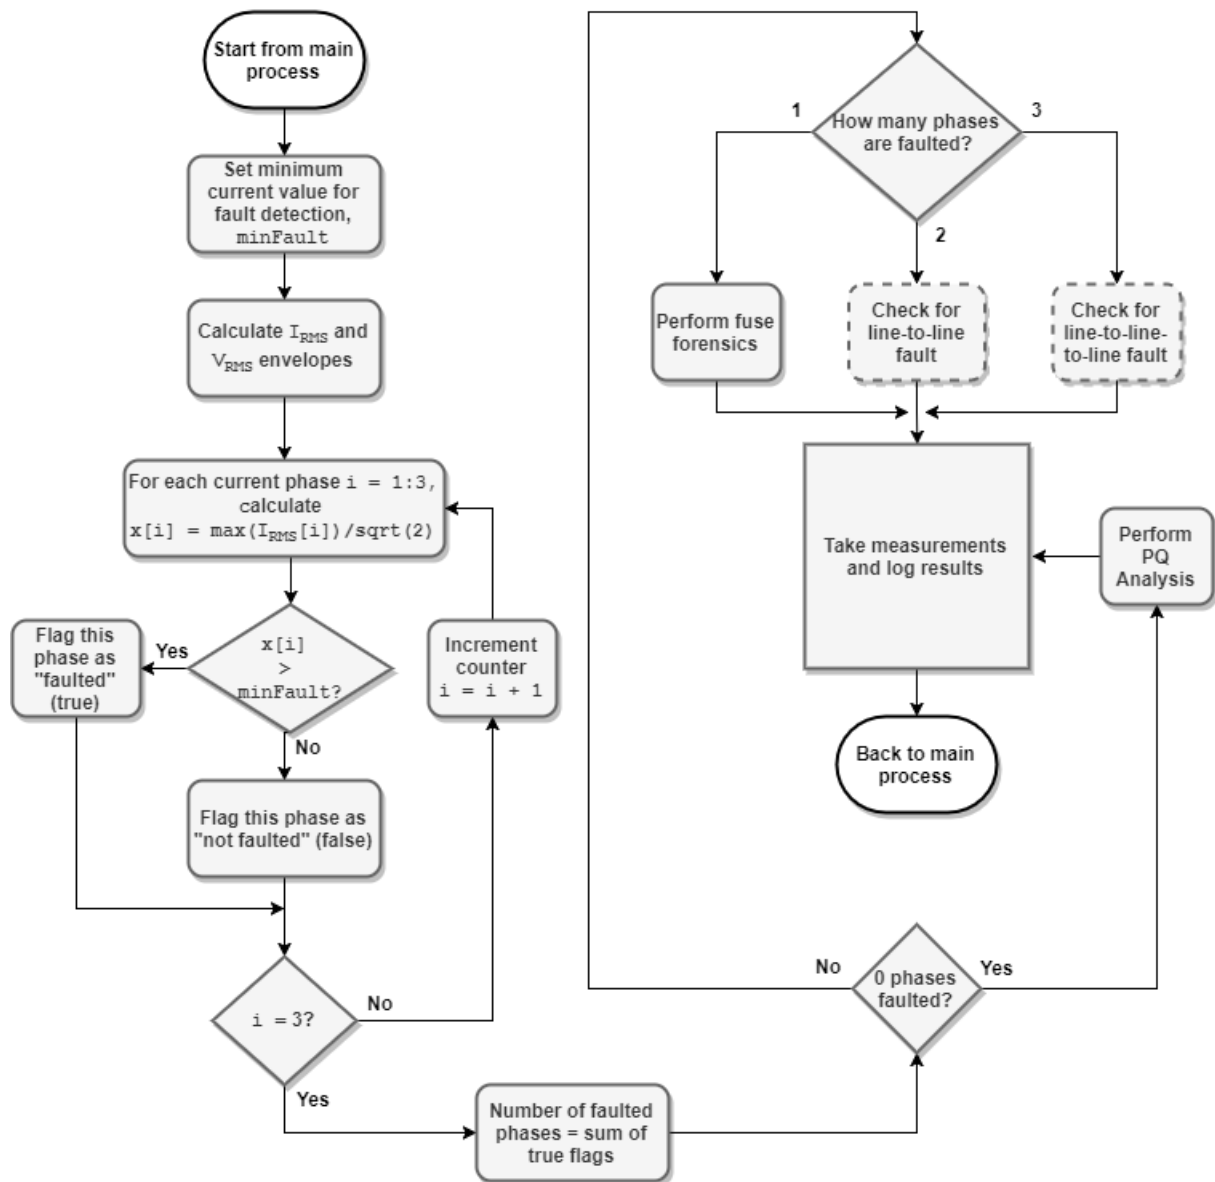 Start from main
process
Set minimum
current value for
fault detection,
minFault
Calculate I_RMS and
V_RMS envelopes
For each current phase i = 1:3,
calculate
x[i] = max(I_RMS[i])/sqrt(2)
x[i]
>
minFault?
Yes
Flag this
phase as
"faulted"
(true)
No
Flag this phase as
"not faulted" (false)
Increment
counter
i = i + 1
i = 3?
No
Yes
Number of faulted
phases = sum of
true flags
0 phases
faulted?
No
Yes
How many phases
are faulted?
1
2
3
Perform fuse
forensics
Check for
line-to-line
fault
Check for
line-to-line-
to-line fault
Take measurements
and log results
Perform
PQ
Analysis
Back to main
process